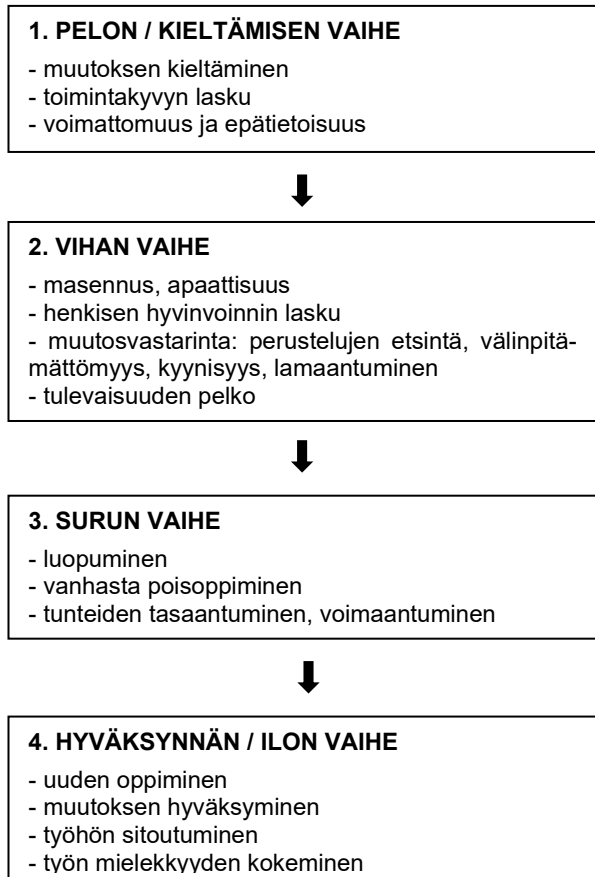 1. PELON / KIELTÄMISEN VAIHE
- muutoksen kieltäminen
- toimintakyvyn lasku
- voimattomuus ja epätietoisuus
2. VIHAN VAIHE
- masennus, apaattisuus
- henkisen hyvinvoinnin lasku
- muutosvastarinta: perustelujen etsintä, välinpitä-
mättömyys, kyynisyys, lamaantuminen
- tulevaisuuden pelko
3. SURUN VAIHE
- luopuminen
- vanhasta poisoppiminen
- tunteiden tasaantuminen, voimaantuminen
4. HYVÄKSYNNÄN / ILON VAIHE
- uuden oppiminen
- muutoksen hyväksyminen
- työhön sitoutuminen
- työn mielekkyyden kokeminen